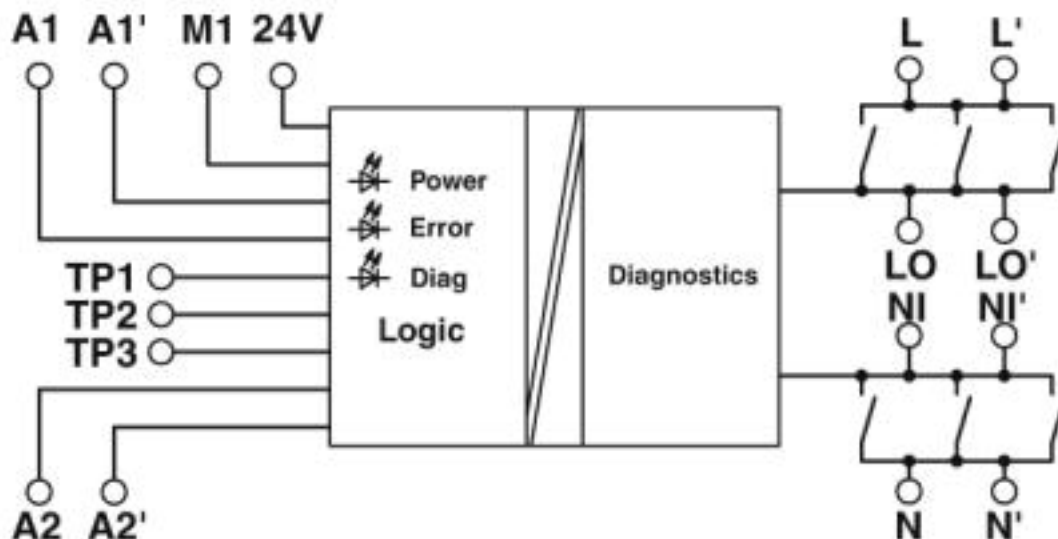 A1 A1' M1 24V
L L'
Power
Error
Diag
Logic
Diagnostics
TP1
TP2
TP3
LO LO'
NI NI'
A2 A2'
N N'